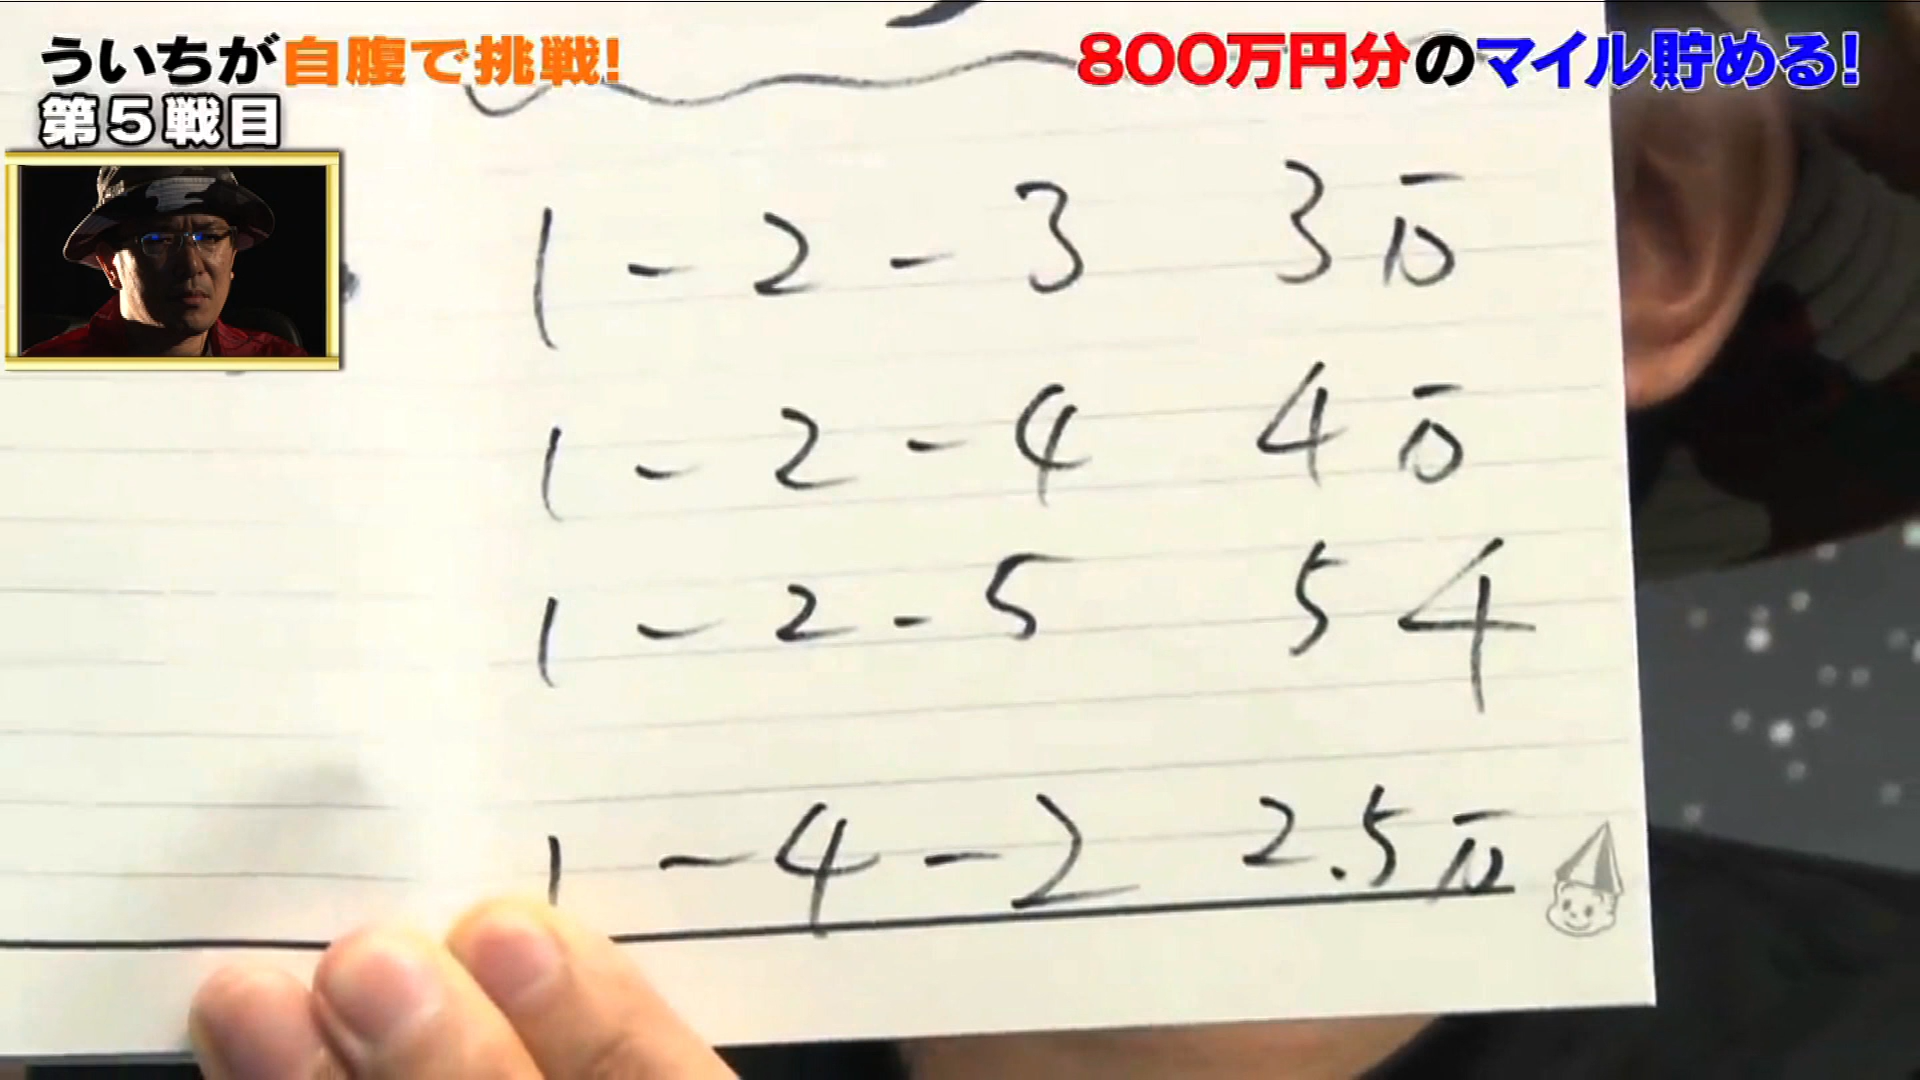 ういちが自腹で挑戦!
第5戦目
800万円分のマイル貯める!
1-2-3 3万
1-2-4 4万
1-2-5 5千
1-4-2 2.5万